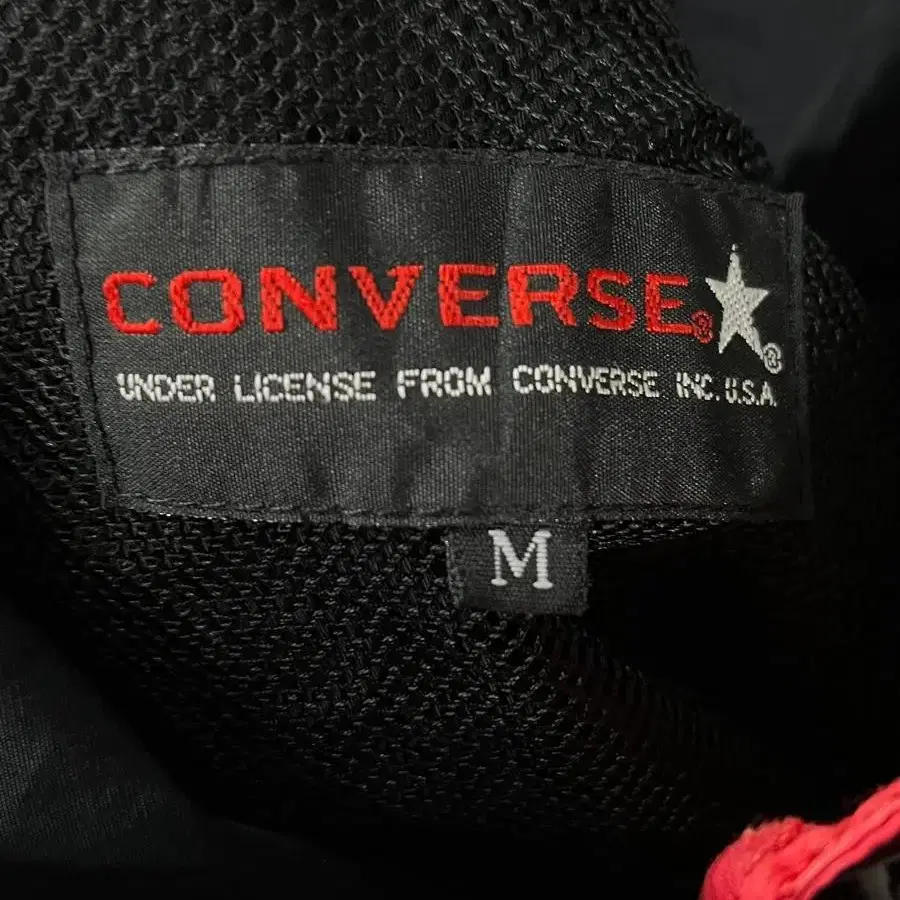 CONVERSE®
®
UNDER LICENSE FROM CONVERSE INC. U.S.A.
M